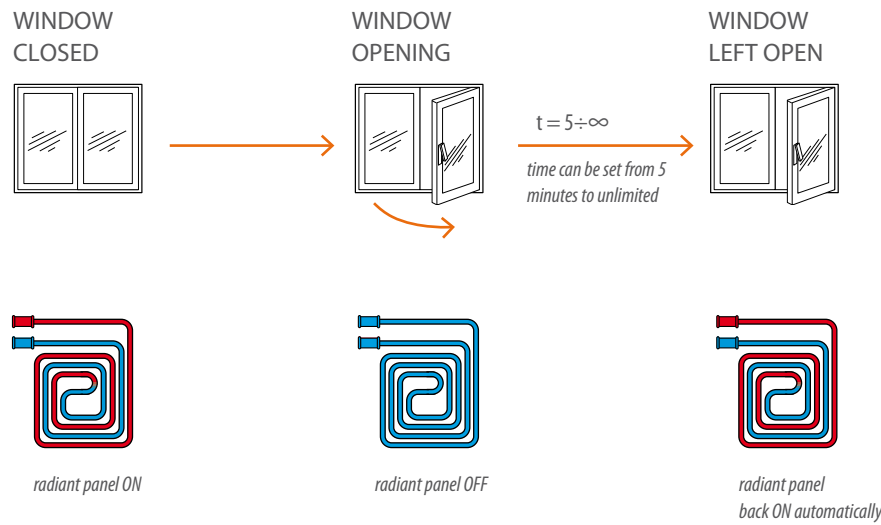 WINDOW
CLOSED
WINDOW
OPENING
WINDOW
LEFT OPEN
t = 5÷∞
time can be set from 5
minutes to unlimited
radiant panel ON
radiant panel OFF
radiant panel
back ON automatically